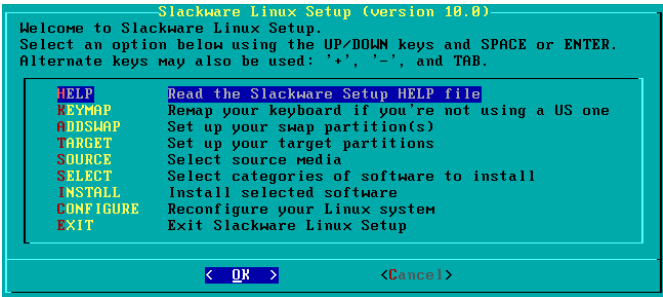 Slackware Linux Setup (version 10.0)
Welcome to Slackware Linux Setup.
Select an option below using the UP/DOWN keys and SPACE or ENTER.
Alternate keys may also be used: '+', '-', and TAB.
HELP Read the Slackware Setup HELP file
KEYMAP Remap your keyboard if you're not using a US one
ADDSWAP Set up your swap partition(s)
TARGET Set up your target partitions
SOURCE Select source media
SELECT Select categories of software to install
INSTALL Install selected software
CONFIGURE Reconfigure your Linux system
EXIT Exit Slackware Linux Setup
< OK > <Cancel>